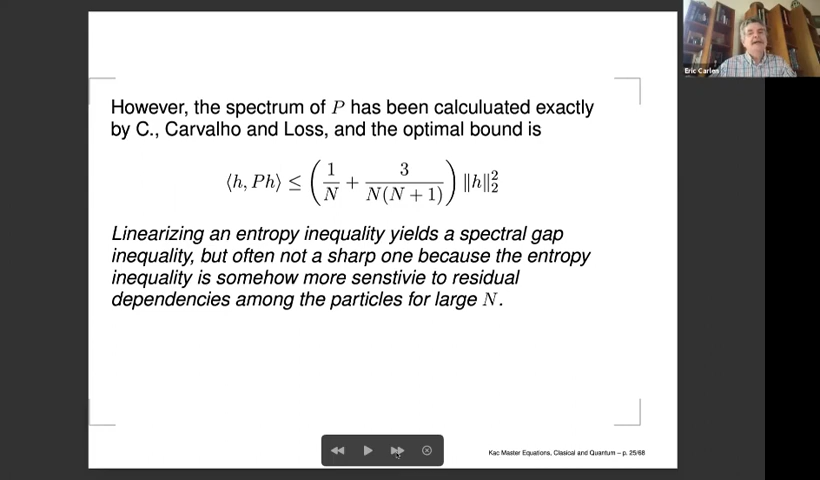 However, the spectrum of P has been calculuated exactly
by C., Carvalho and Loss, and the optimal bound is
⟨h, Ph⟩ ≤ (1/N + 3/N(N + 1)) ‖h‖₂²
Linearizing an entropy inequality yields a spectral gap
inequality, but often not a sharp one because the entropy
inequality is somehow more senstivie to residual
dependencies among the particles for large N.
Kac Master Equations, Clasical and Quantum – p. 25/68
Eric Carlen